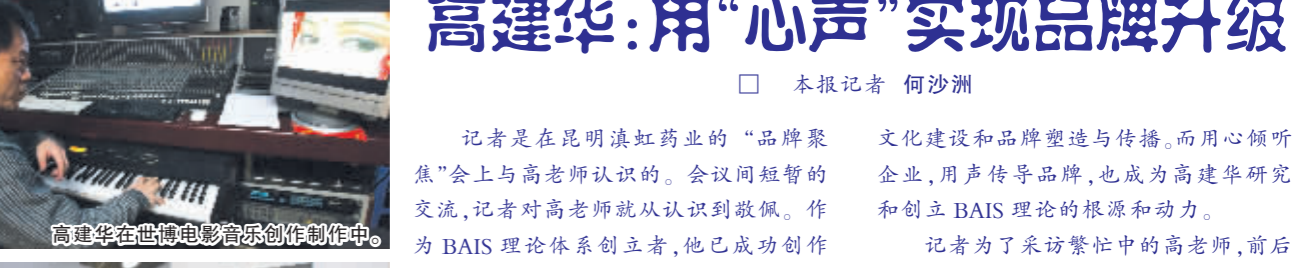 高建华：用“心声”实现品牌升级
□ 本报记者 何沙洲
高建华在世博电影音乐创作制作中。
记者是在昆明滇虹药业的 “品牌聚
焦”会上与高老师认识的。会议间短暂的
交流,记者对高老师就从认识到敬佩。作
为 BAIS 理论体系创立者,他已成功创作
文化建设和品牌塑造与传播。而用心倾听
企业,用声传导品牌,也成为高建华研究
和创立 BAIS 理论的根源和动力。
记者为了采访繁忙中的高老师,前后